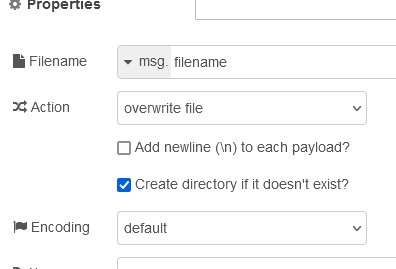 Properties
Filename
msg. filename
Action
overwrite file
Add newline (\n) to each payload?
Create directory if it doesn't exist?
Encoding
default